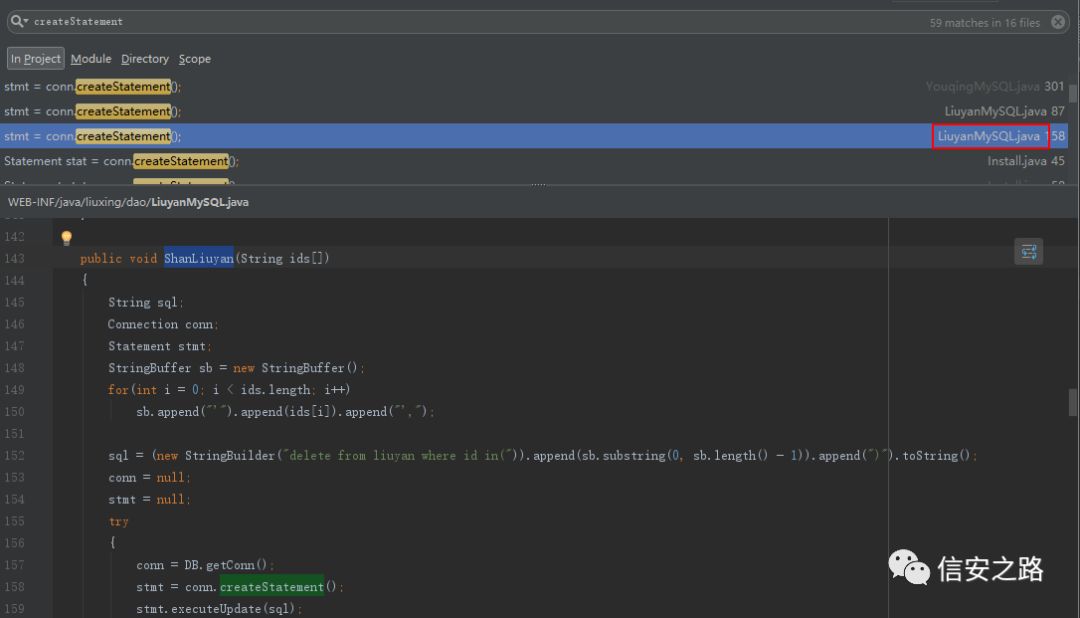 createStatement 59 matches in 16 files
In Project Module Directory Scope
stmt = conn.createStatement(); YouqingMySQL.java 301
stmt = conn.createStatement(); LiuyanMySQL.java 87
stmt = conn.createStatement(); LiuyanMySQL.java 158
Statement stat = conn.createStatement(); Install.java 45
WEB-INF/java/liuxing/dao/LiuyanMySQL.java
142
143 public void ShanLiuyan(String ids[])
144 {
145 String sql;
146 Connection conn;
147 Statement stmt;
148 StringBuffer sb = new StringBuffer();
149 for(int i = 0; i < ids.length; i++)
150 sb.append("'").append(ids[i]).append("',");
151
152 sql = (new StringBuilder("delete from liuyan where id in(")).append(sb.substring(0, sb.length() - 1)).append(")").toString();
153 conn = null;
154 stmt = null;
155 try
156 {
157 conn = DB.getConn();
158 stmt = conn.createStatement();
159 stmt.executeUpdate(sql);
信安之路